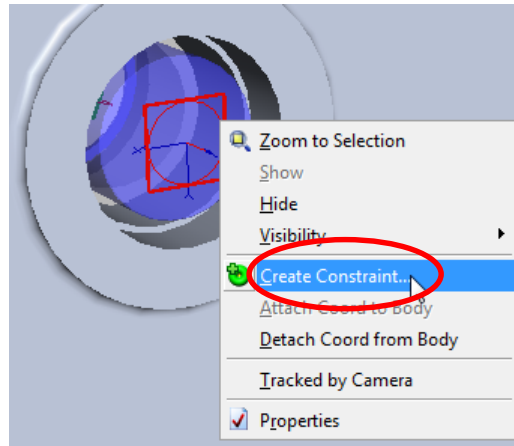 Zoom to Selection
Show
Hide
Visibility
Create Constraint...
Attach Coord to Body
Detach Coord from Body
Tracked by Camera
Properties